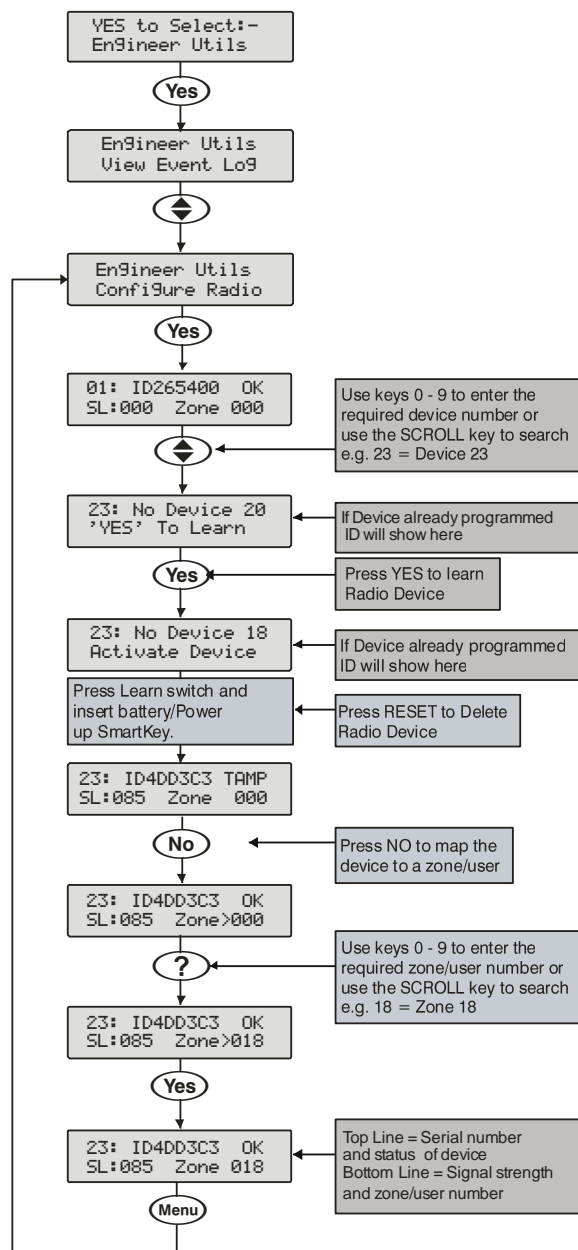 YES to Select:-
En9ineer Utils
Yes
En9ineer Utils
View Event Lo9
En9ineer Utils
Confi9ure Radio
Yes
01: ID265400 OK
SL:000 Zone 000
Use keys 0 - 9 to enter the
required device number or
use the SCROLL key to search
e.g. 23 = Device 23
23: No Device 20
'YES' To Learn
If Device already programmed
ID will show here
Yes
Press YES to learn
Radio Device
23: No Device 18
Activate Device
If Device already programmed
ID will show here
Press Learn switch and
insert battery/Power
up SmartKey.
Press RESET to Delete
Radio Device
23: ID4DD3C3 TAMP
SL:085 Zone 000
No
Press NO to map the
device to a zone/user
23: ID4DD3C3 OK
SL:085 Zone>000
?
Use keys 0 - 9 to enter the
required zone/user number or
use the SCROLL key to search
e.g. 18 = Zone 18
23: ID4DD3C3 OK
SL:085 Zone>018
Yes
23: ID4DD3C3 OK
SL:085 Zone 018
Top Line = Serial number
and status of device
Bottom Line = Signal strength
and zone/user number
Menu